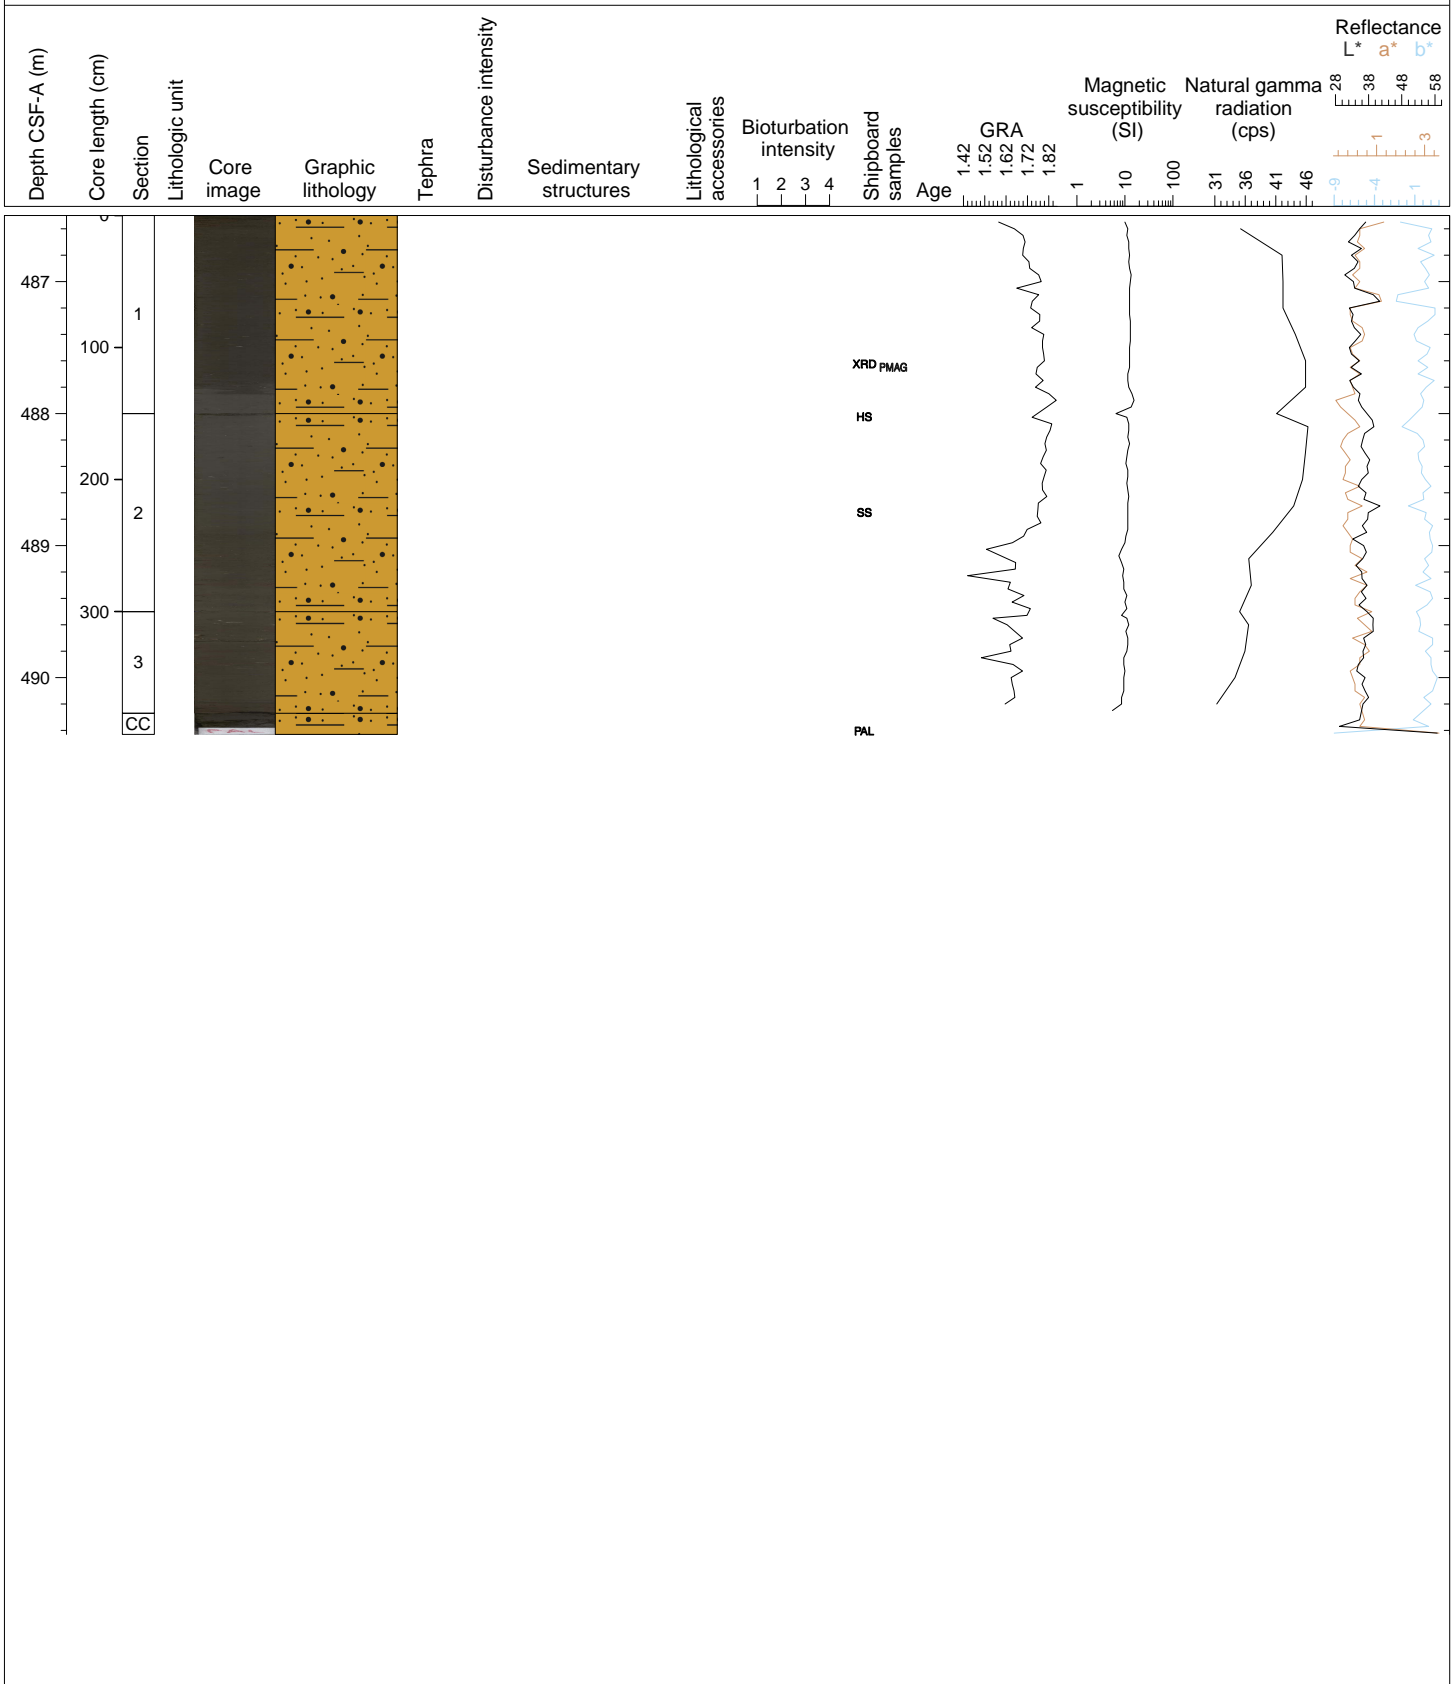 Depth CSF-A (m)
Core length (cm)
Section
Lithologic unit
Core
image
Graphic
lithology
Tephra
Disturbance intensity
Sedimentary
structures
Lithological
accessories
Bioturbation
intensity
1 2 3 4
Shipboard
samples
Age
GRA
1.42 1.52 1.62 1.72 1.82
Magnetic
susceptibility
(SI)
1 10 100
Natural gamma
radiation
(cps)
31 36 41 46
Reflectance
L* a* b*
28 38 48 58
1 3
-9 -4 1
0
487
1
100
XRD PMAG
488
HS
200
2
SS
489
300
3
490
CC
PAL
PAL